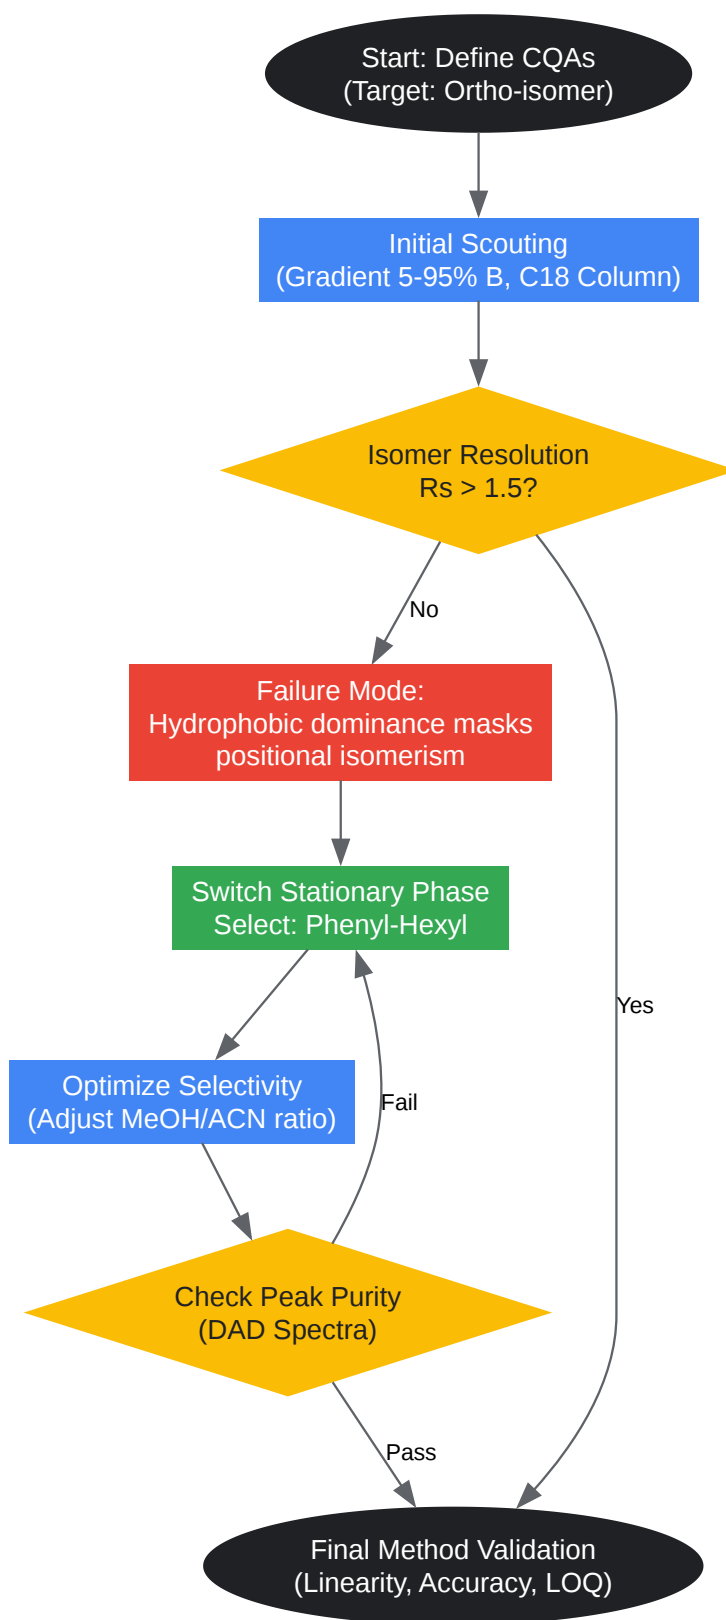 Start: Define CQAs
(Target: Ortho-isomer)
Initial Scouting
(Gradient 5-95% B, C18 Column)
Isomer Resolution
Rs > 1.5?
No
Failure Mode:
Hydrophobic dominance masks
positional isomerism
Switch Stationary Phase
Select: Phenyl-Hexyl
Yes
Optimize Selectivity
(Adjust MeOH/ACN ratio)
Fail
Check Peak Purity
(DAD Spectra)
Pass
Final Method Validation
(Linearity, Accuracy, LOQ)